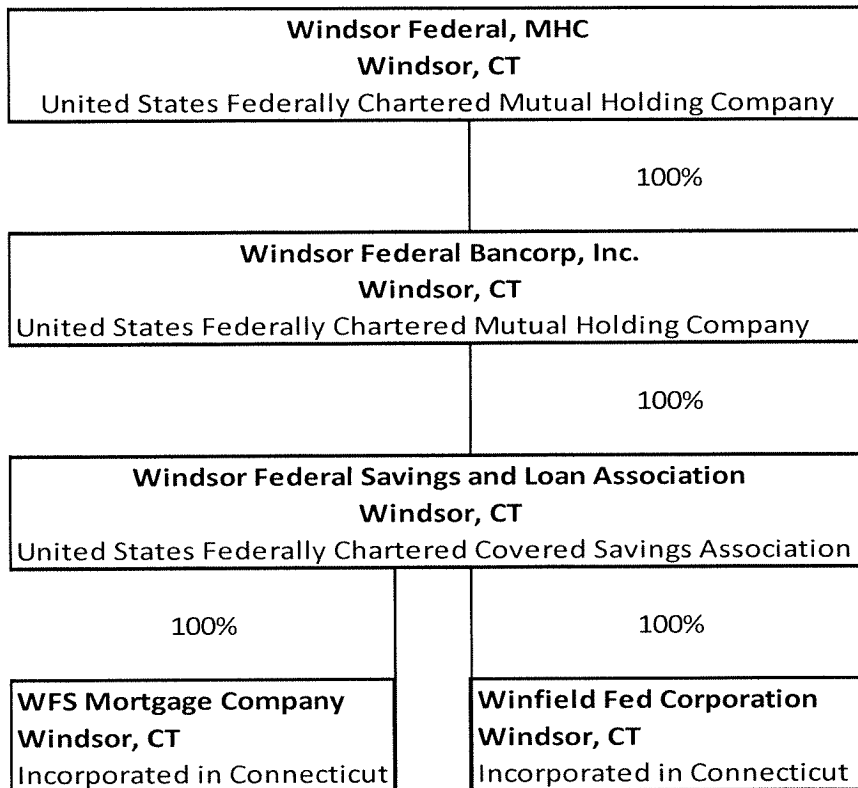 Windsor Federal, MHC
Windsor, CT
United States Federally Chartered Mutual Holding Company
100%
Windsor Federal Bancorp, Inc.
Windsor, CT
United States Federally Chartered Mutual Holding Company
100%
Windsor Federal Savings and Loan Association
Windsor, CT
United States Federally Chartered Covered Savings Association
100%
100%
WFS Mortgage Company
Windsor, CT
Incorporated in Connecticut
Winfield Fed Corporation
Windsor, CT
Incorporated in Connecticut